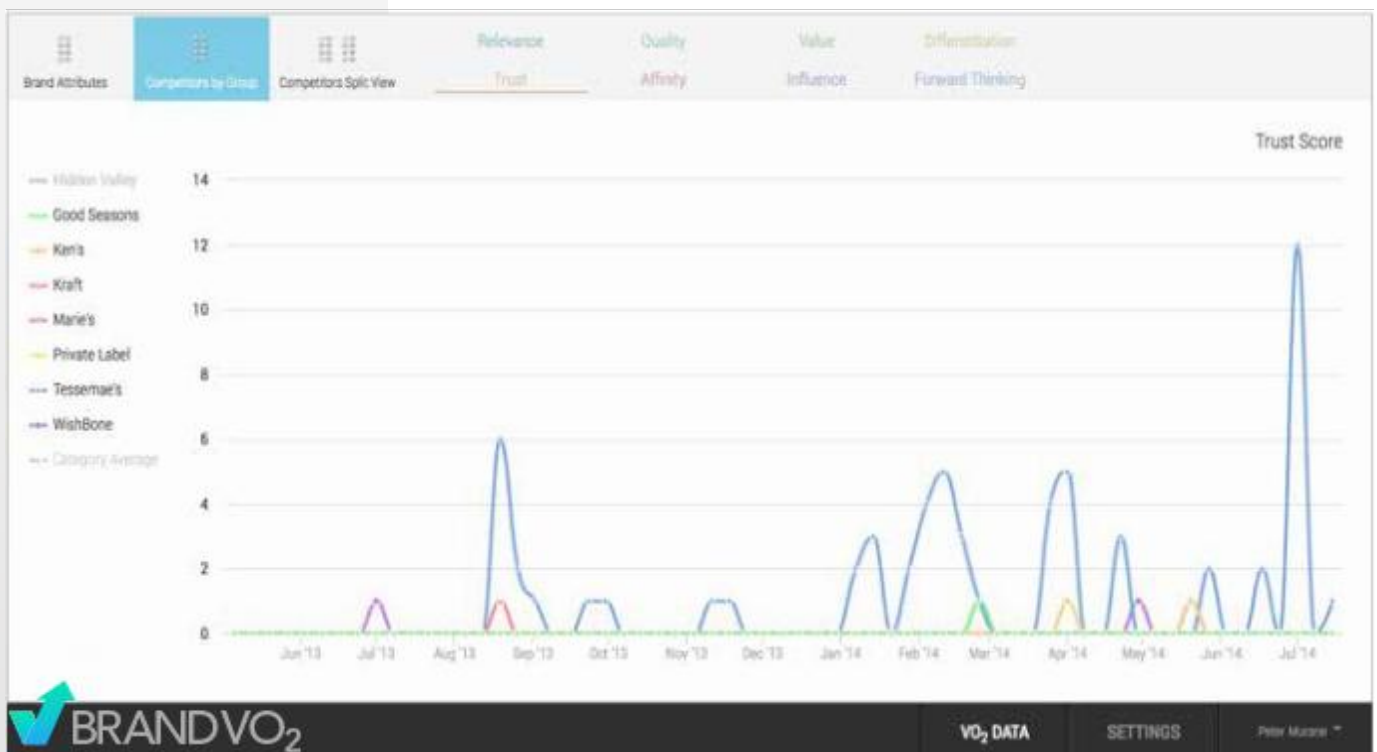 Relevance Quality Value Differentiation
Brand Attributes Competitors by Group Competitors Split View Trust Affinity Influence Forward Thinking
Trust Score
Hidden Valley
Good Seasons
Ken's
Kraft
Marie's
Private Label
Tessemae's
WishBone
Category Average
14
12
10
8
6
4
2
0
Jun '13 Jul '13 Aug '13 Sep '13 Oct '13 Nov '13 Dec '13 Jan '14 Feb '14 Mar '14 Apr '14 May '14 Jun '14 Jul '14
BRANDVO2
VO2 DATA SETTINGS Peter